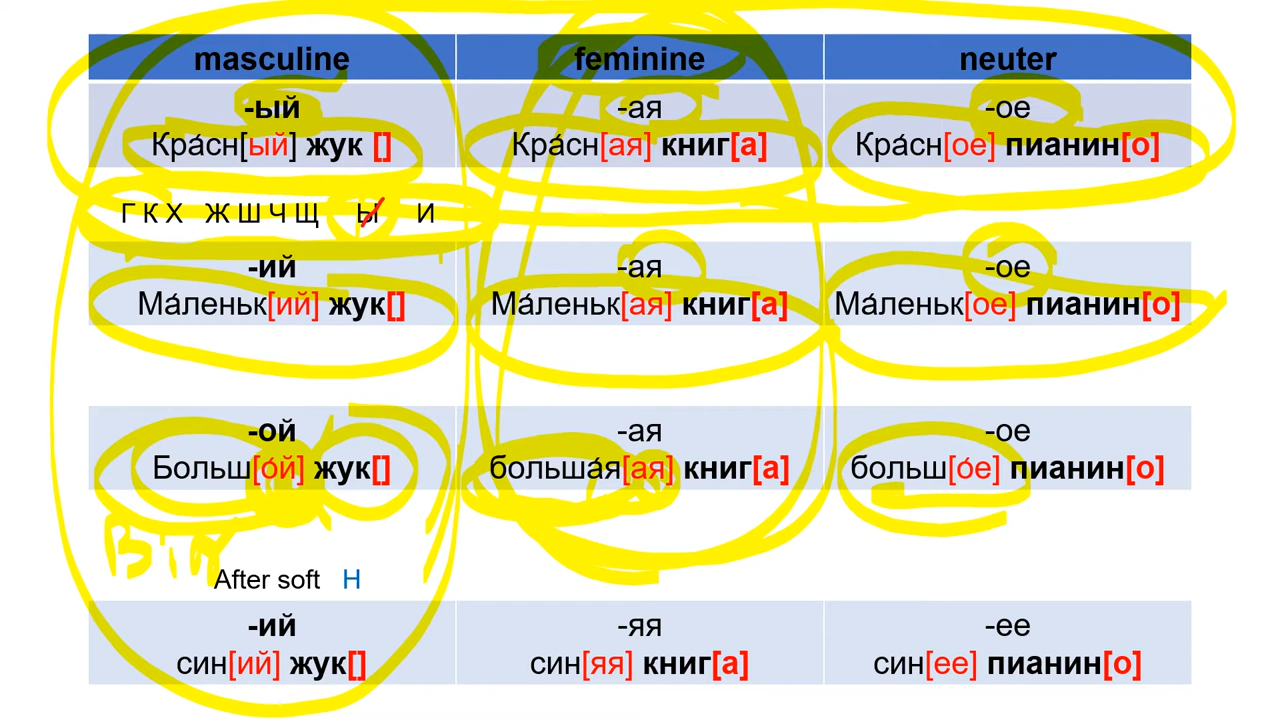 masculine feminine neuter
-ый -ая -ое
Кра́сн[ый] жук [] Кра́сн[ая] книг[а] Кра́сн[ое] пианин[о]
Г К Х Ж Ш Ч Щ Ы И
-ий -ая -ое
Ма́леньк[ий] жук[] Ма́леньк[ая] книг[а] Ма́леньк[ое] пианин[о]
-ой -ая -ое
Больш[о́й] жук[] больша́я[ая] книг[а] больш[о́е] пианин[о]
After soft Н
-ий -яя -ее
син[ий] жук[] син[яя] книг[а] син[ее] пианин[о]